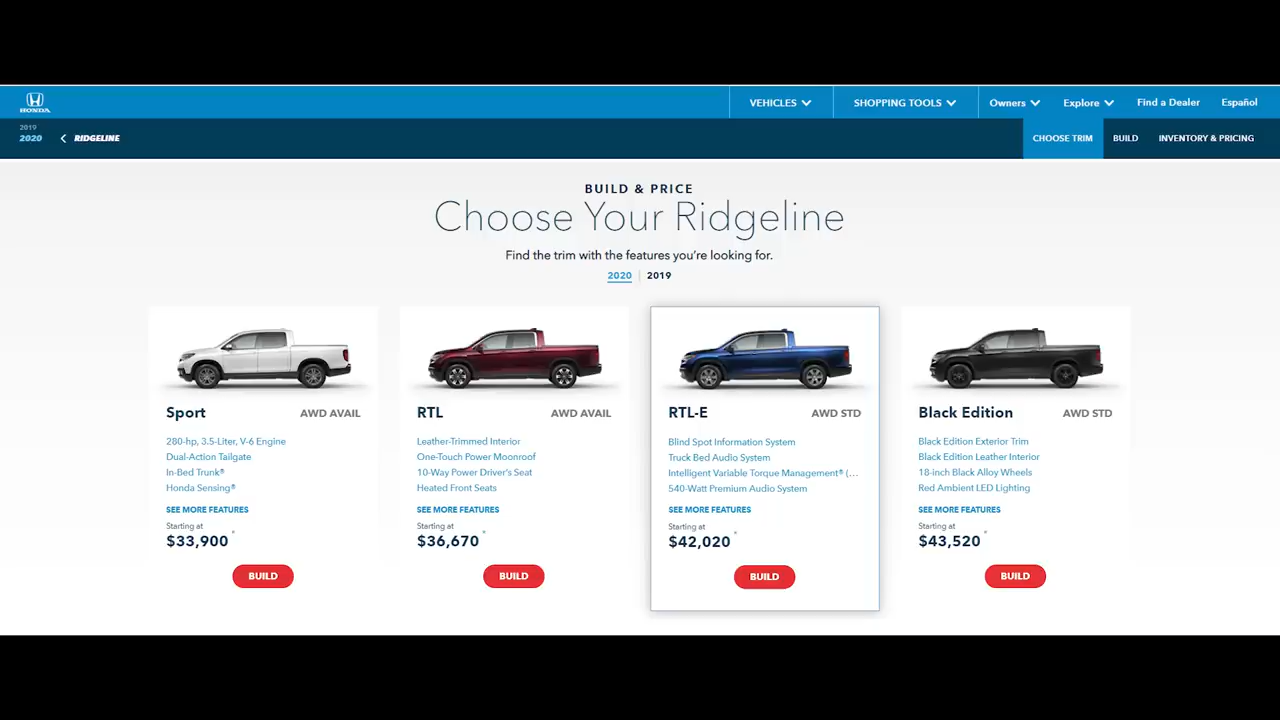 HONDA
VEHICLES
SHOPPING TOOLS
Owners
Explore
Find a Dealer
Español
2019
2020
RIDGELINE
CHOOSE TRIM
BUILD
INVENTORY & PRICING
BUILD & PRICE
Choose Your Ridgeline
Find the trim with the features you're looking for.
2020 | 2019
Sport AWD AVAIL
280-hp, 3.5-Liter, V-6 Engine
Dual-Action Tailgate
In-Bed Trunk®
Honda Sensing®
SEE MORE FEATURES
Starting at
$33,900*
BUILD
RTL AWD AVAIL
Leather-Trimmed Interior
One-Touch Power Moonroof
10-Way Power Driver's Seat
Heated Front Seats
SEE MORE FEATURES
Starting at
$36,670*
BUILD
RTL-E AWD STD
Blind Spot Information System
Truck Bed Audio System
Intelligent Variable Torque Management® (...
540-Watt Premium Audio System
SEE MORE FEATURES
Starting at
$42,020*
BUILD
Black Edition AWD STD
Black Edition Exterior Trim
Black Edition Leather Interior
18-inch Black Alloy Wheels
Red Ambient LED Lighting
SEE MORE FEATURES
Starting at
$43,520*
BUILD